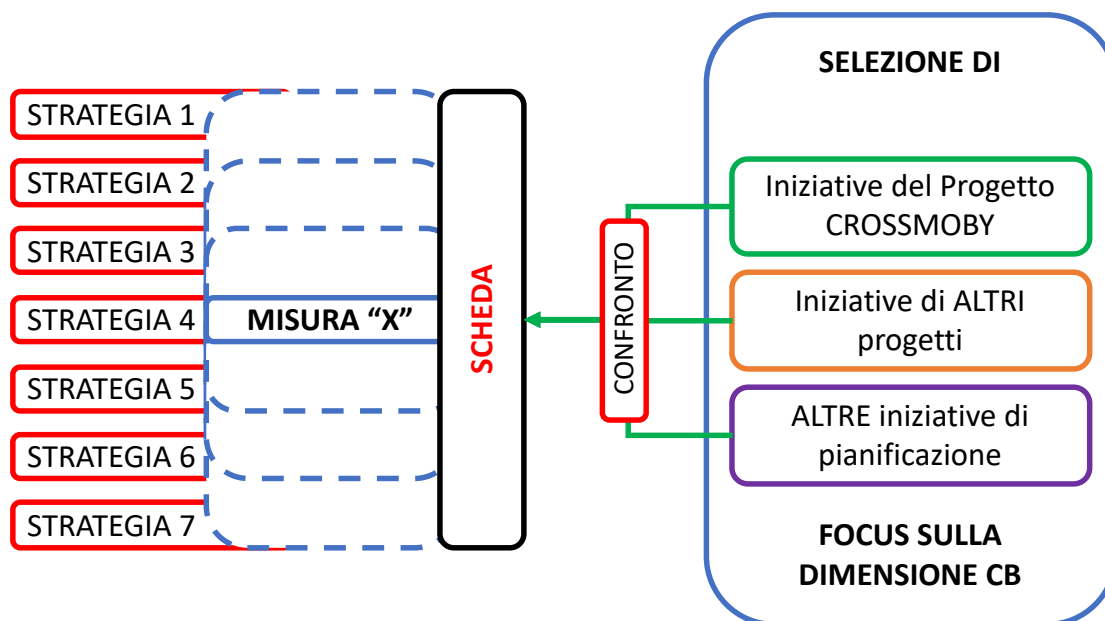 STRATEGIA 1
STRATEGIA 2
STRATEGIA 3
STRATEGIA 4
STRATEGIA 5
STRATEGIA 6
STRATEGIA 7
MISURA “X”
SCHEDA
CONFRONTO
SELEZIONE DI
Iniziative del Progetto
CROSSMOBY
Iniziative di ALTRI
progetti
ALTRE iniziative di
pianificazione
FOCUS SULLA
DIMENSIONE CB